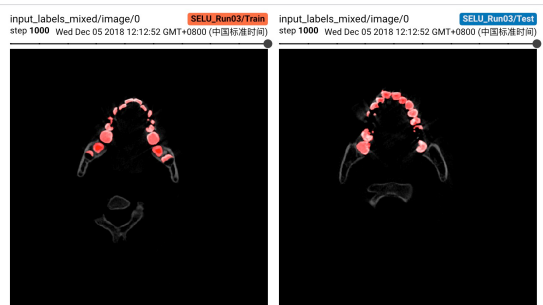 input_labels_mixed/image/0 SELU_Run03/Train
step 1000 Wed Dec 05 2018 12:12:52 GMT+0800 (中国标准时间)
input_labels_mixed/image/0 SELU_Run03/Test
step 1000 Wed Dec 05 2018 12:12:52 GMT+0800 (中国标准时间)